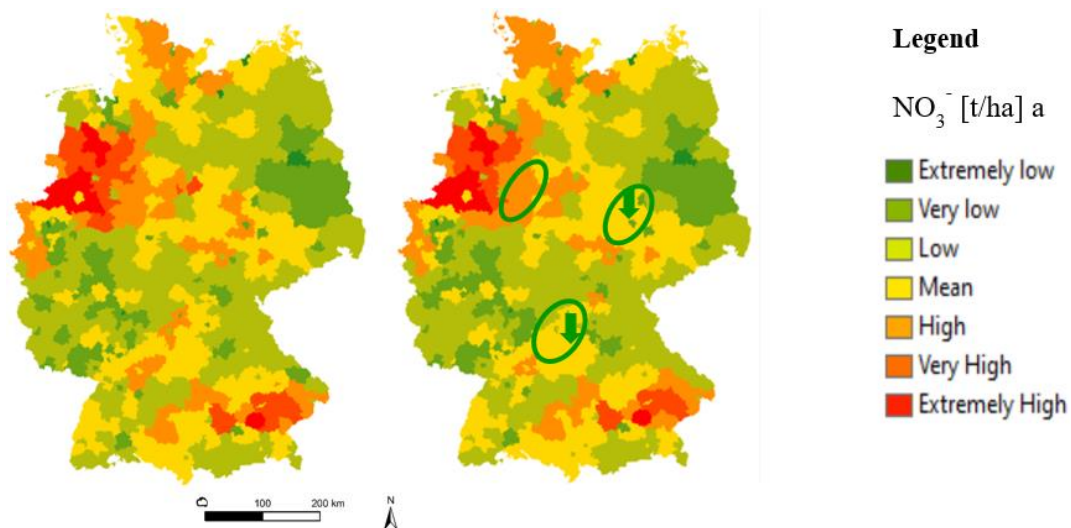 Legend
NO₃⁻ [t/ha] a
Extremely low
Very low
Low
Mean
High
Very High
Extremely High
0 100 200 km
N